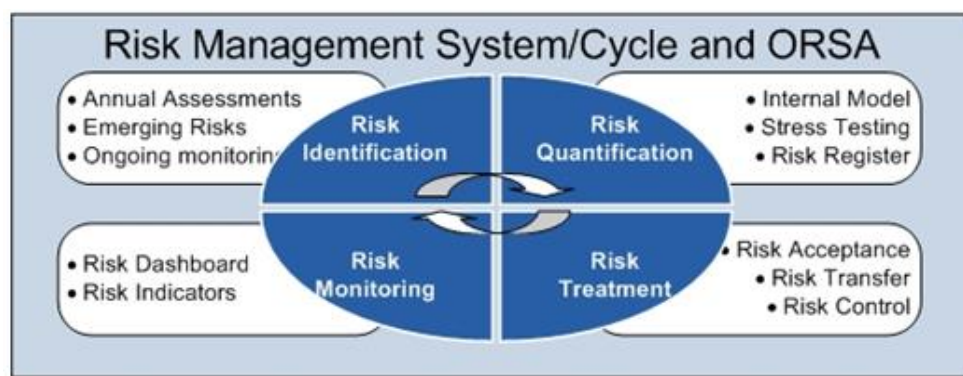 Risk Management System/Cycle and ORSA
• Annual Assessments
• Emerging Risks
• Ongoing monitoring
Risk
Identification
Risk
Quantification
• Internal Model
• Stress Testing
• Risk Register
• Risk Dashboard
• Risk Indicators
Risk
Monitoring
Risk
Treatment
• Risk Acceptance
• Risk Transfer
• Risk Control